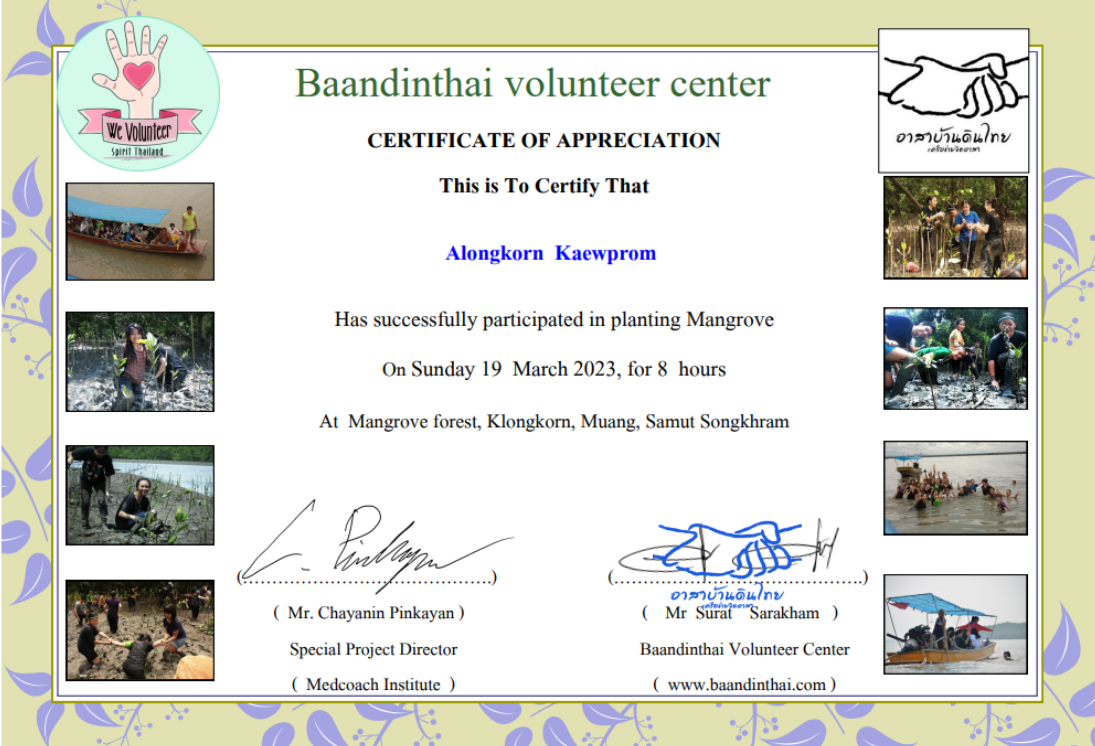 We Volunteer
Spirit Thailand
Baandinthai volunteer center
อาสาบ้านดินไทย
เครือข่ายจิตอาสา
CERTIFICATE OF APPRECIATION
This is To Certify That
Alongkorn Kaewprom
Has successfully participated in planting Mangrove
On Sunday 19 March 2023, for 8 hours
At Mangrove forest, Klongkorn, Muang, Samut Songkhram
C. Pinkayan
(................................................) (................................................)
อาสาบ้านดินไทย
เครือข่ายจิตอาสา
( Mr. Chayanin Pinkayan ) ( Mr Surat Sarakham )
Special Project Director Baandinthai Volunteer Center
( Medcoach Institute ) ( www.baandinthai.com )